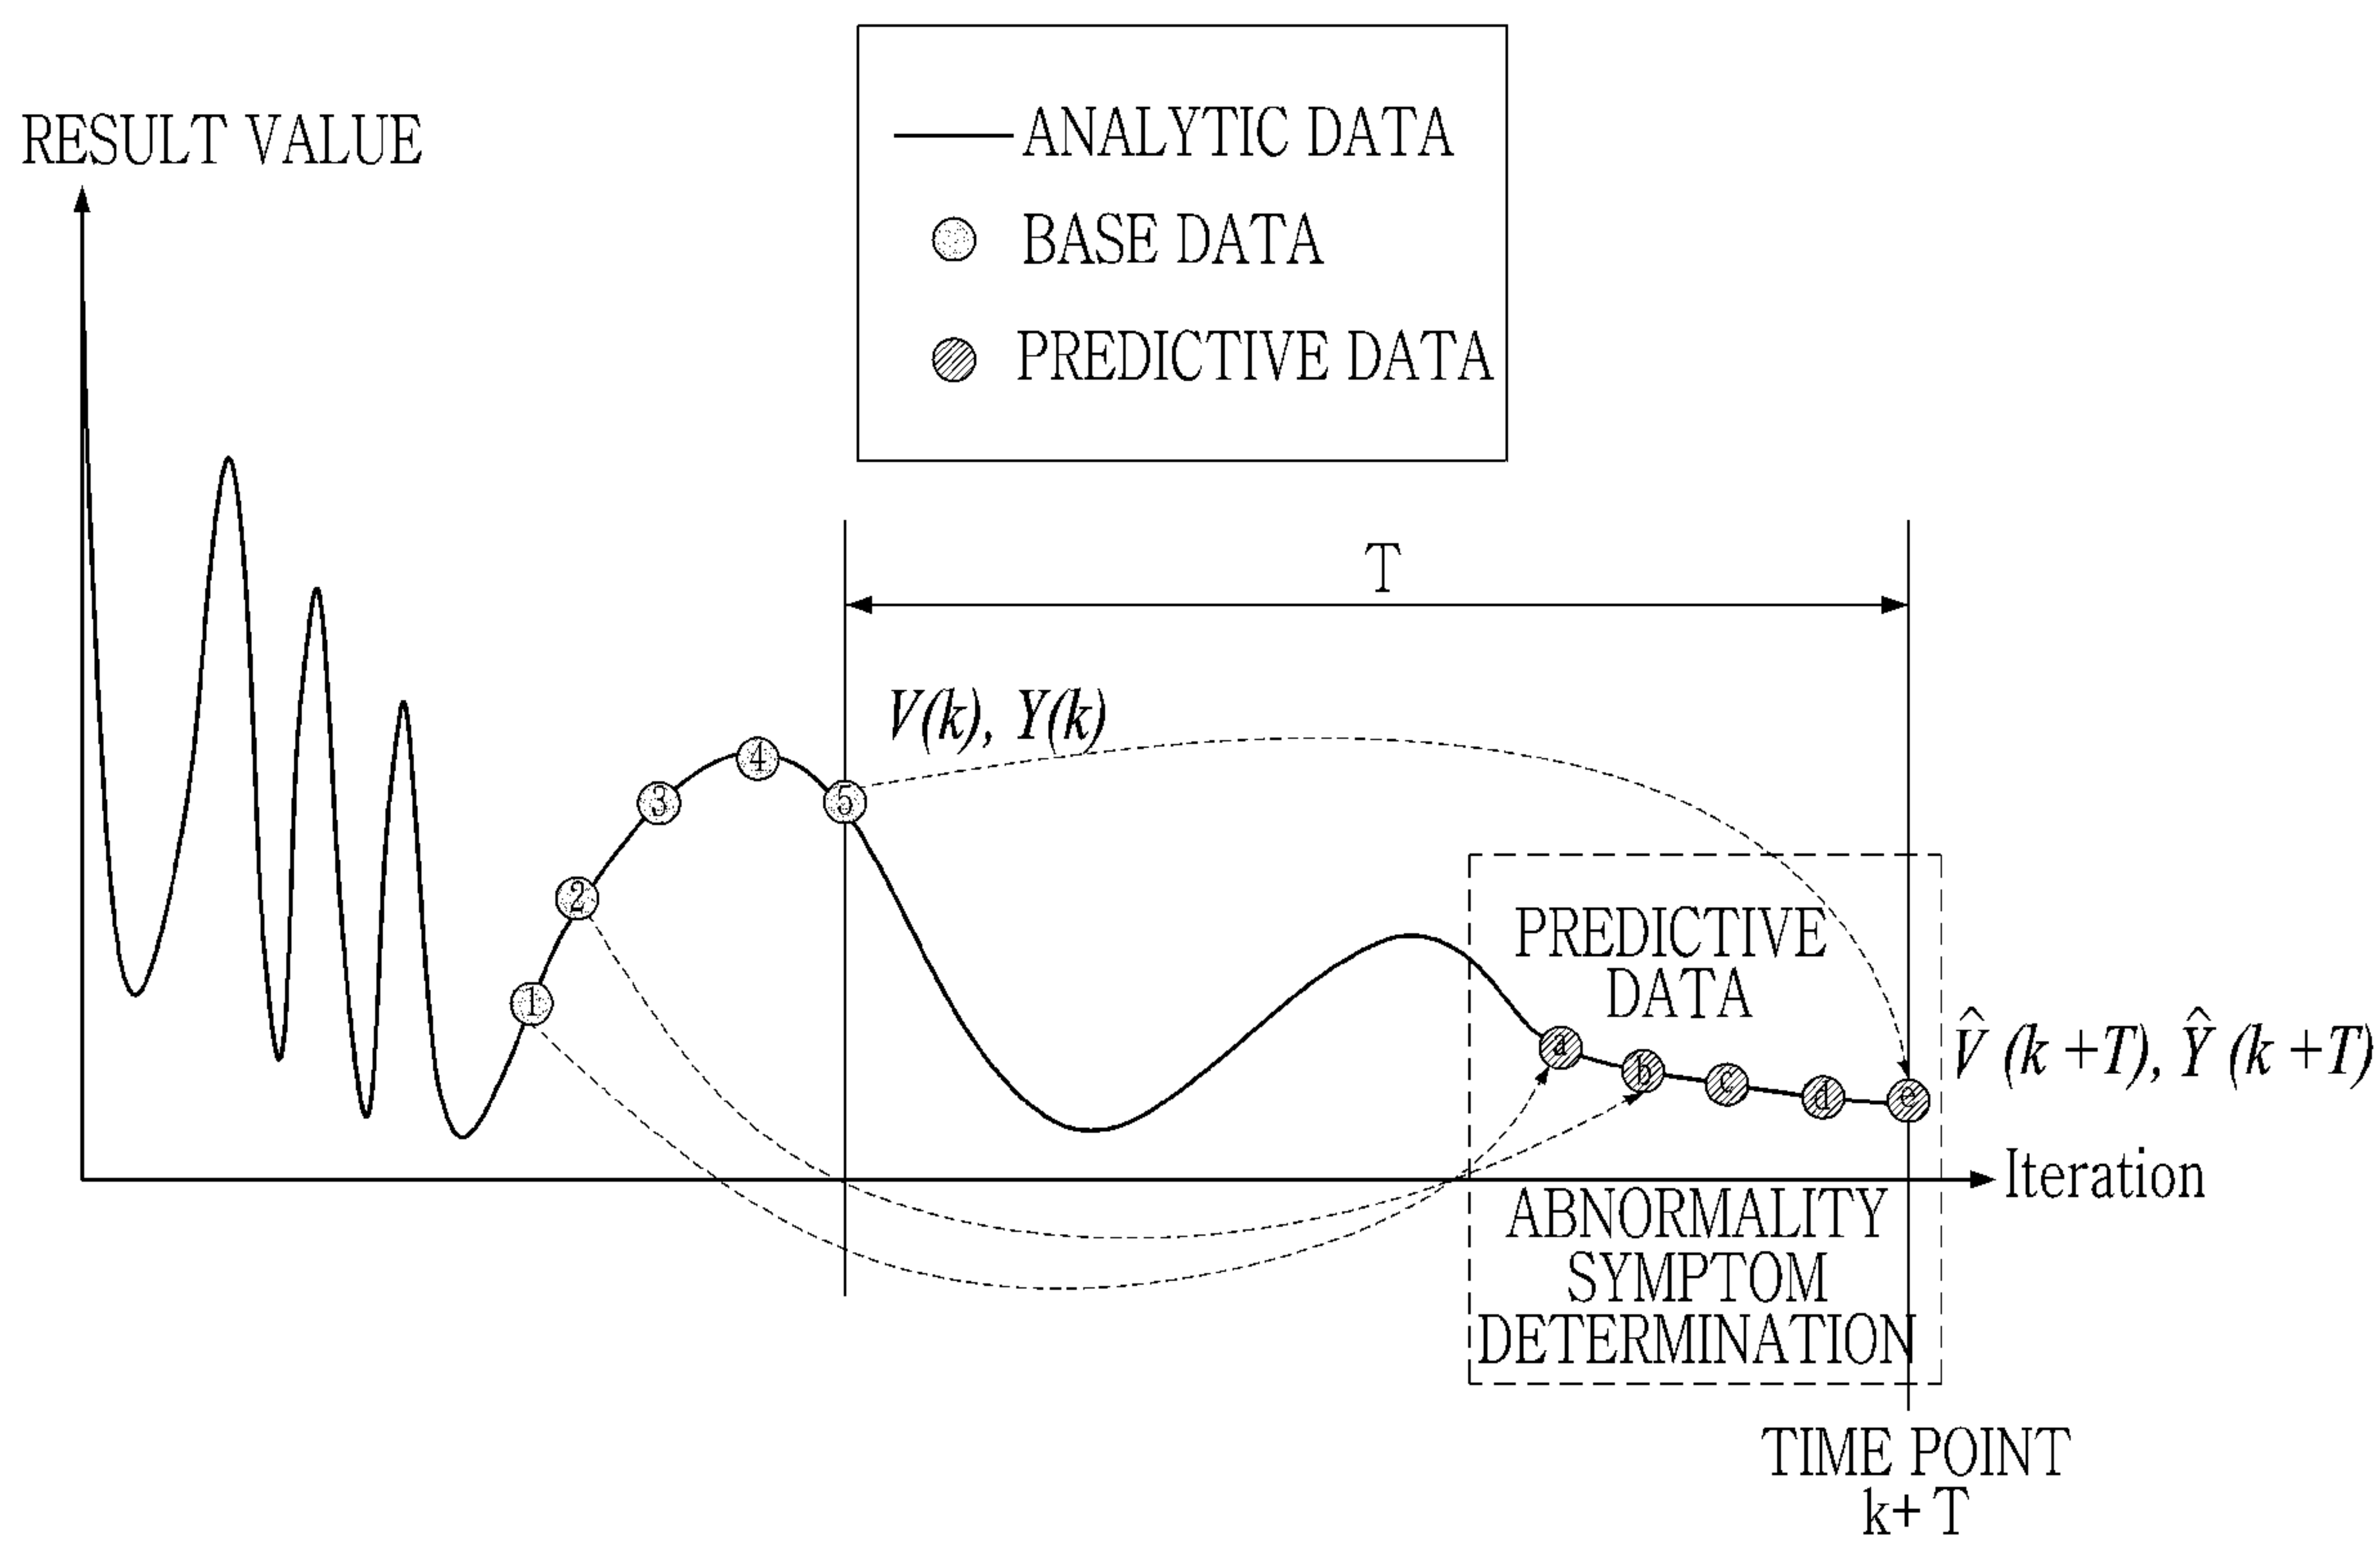 RESULT VALUE
ANALYTIC DATA
BASE DATA
PREDICTIVE DATA
T
V(k), Y(k)
1
2
3
4
5
PREDICTIVE
DATA
a
b
c
d
e
V̂ (k +T), Ŷ (k +T)
Iteration
ABNORMALITY
SYMPTOM
DETERMINATION
TIME POINT
k+ T